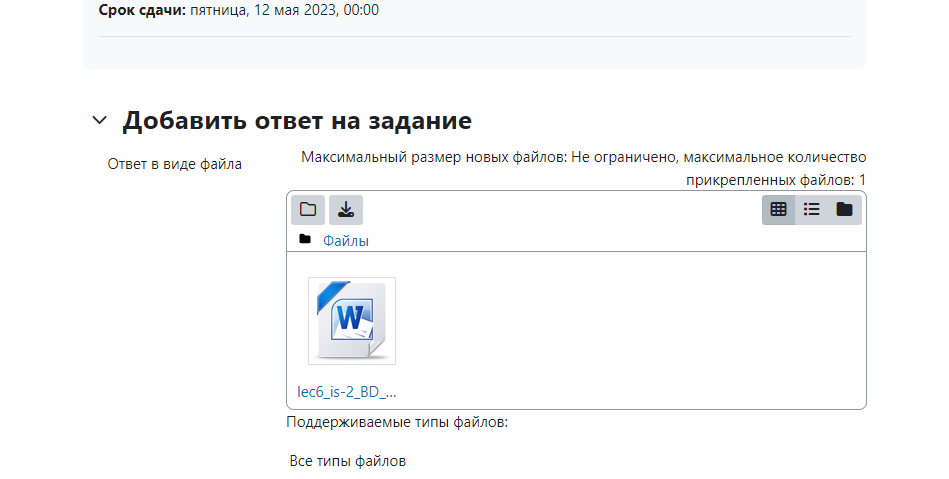 Срок сдачи: пятница, 12 мая 2023, 00:00
Добавить ответ на задание
Ответ в виде файла
Максимальный размер новых файлов: Не ограничено, максимальное количество
прикрепленных файлов: 1
Файлы
W
lec6_is-2_BD_...
Поддерживаемые типы файлов:
Все типы файлов